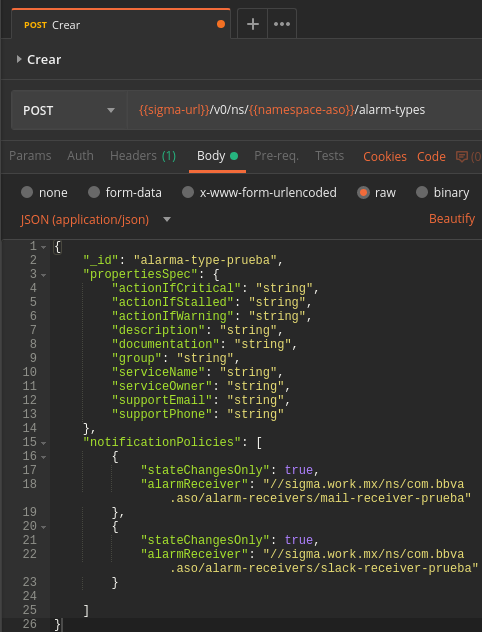 POST Crear
Crear
POST {{sigma-url}}/v0/ns/{{namespace-aso}}/alarm-types
Params Auth Headers (1) Body Pre-req. Tests Cookies Code (0
none form-data x-www-form-urlencoded raw binary
JSON (application/json) Beautify
1 {
2 "_id": "alarma-type-prueba",
3 "propertiesSpec": {
4 "actionIfCritical": "string",
5 "actionIfStalled": "string",
6 "actionIfWarning": "string",
7 "description": "string",
8 "documentation": "string",
9 "group": "string",
10 "serviceName": "string",
11 "serviceOwner": "string",
12 "supportEmail": "string",
13 "supportPhone": "string"
14 },
15 "notificationPolicies": [
16 {
17 "stateChangesOnly": true,
18 "alarmReceiver": "//sigma.work.mx/ns/com.bbva
.aso/alarm-receivers/mail-receiver-prueba"
19 },
20 {
21 "stateChangesOnly": true,
22 "alarmReceiver": "//sigma.work.mx/ns/com.bbva
.aso/alarm-receivers/slack-receiver-prueba"
23 }
24
25 ]
26 }